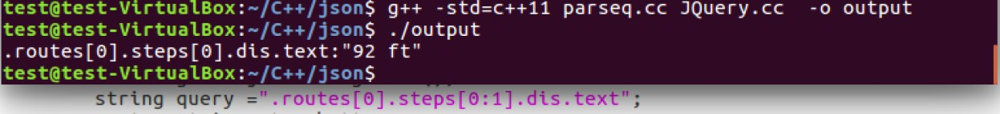 test@test-VirtualBox:~/C++/json$ g++ -std=c++11 parseq.cc JQuery.cc  -o output
test@test-VirtualBox:~/C++/json$ ./output
.routes[0].steps[0].dis.text:"92 ft"
test@test-VirtualBox:~/C++/json$
string query =".routes[0].steps[0:1].dis.text";